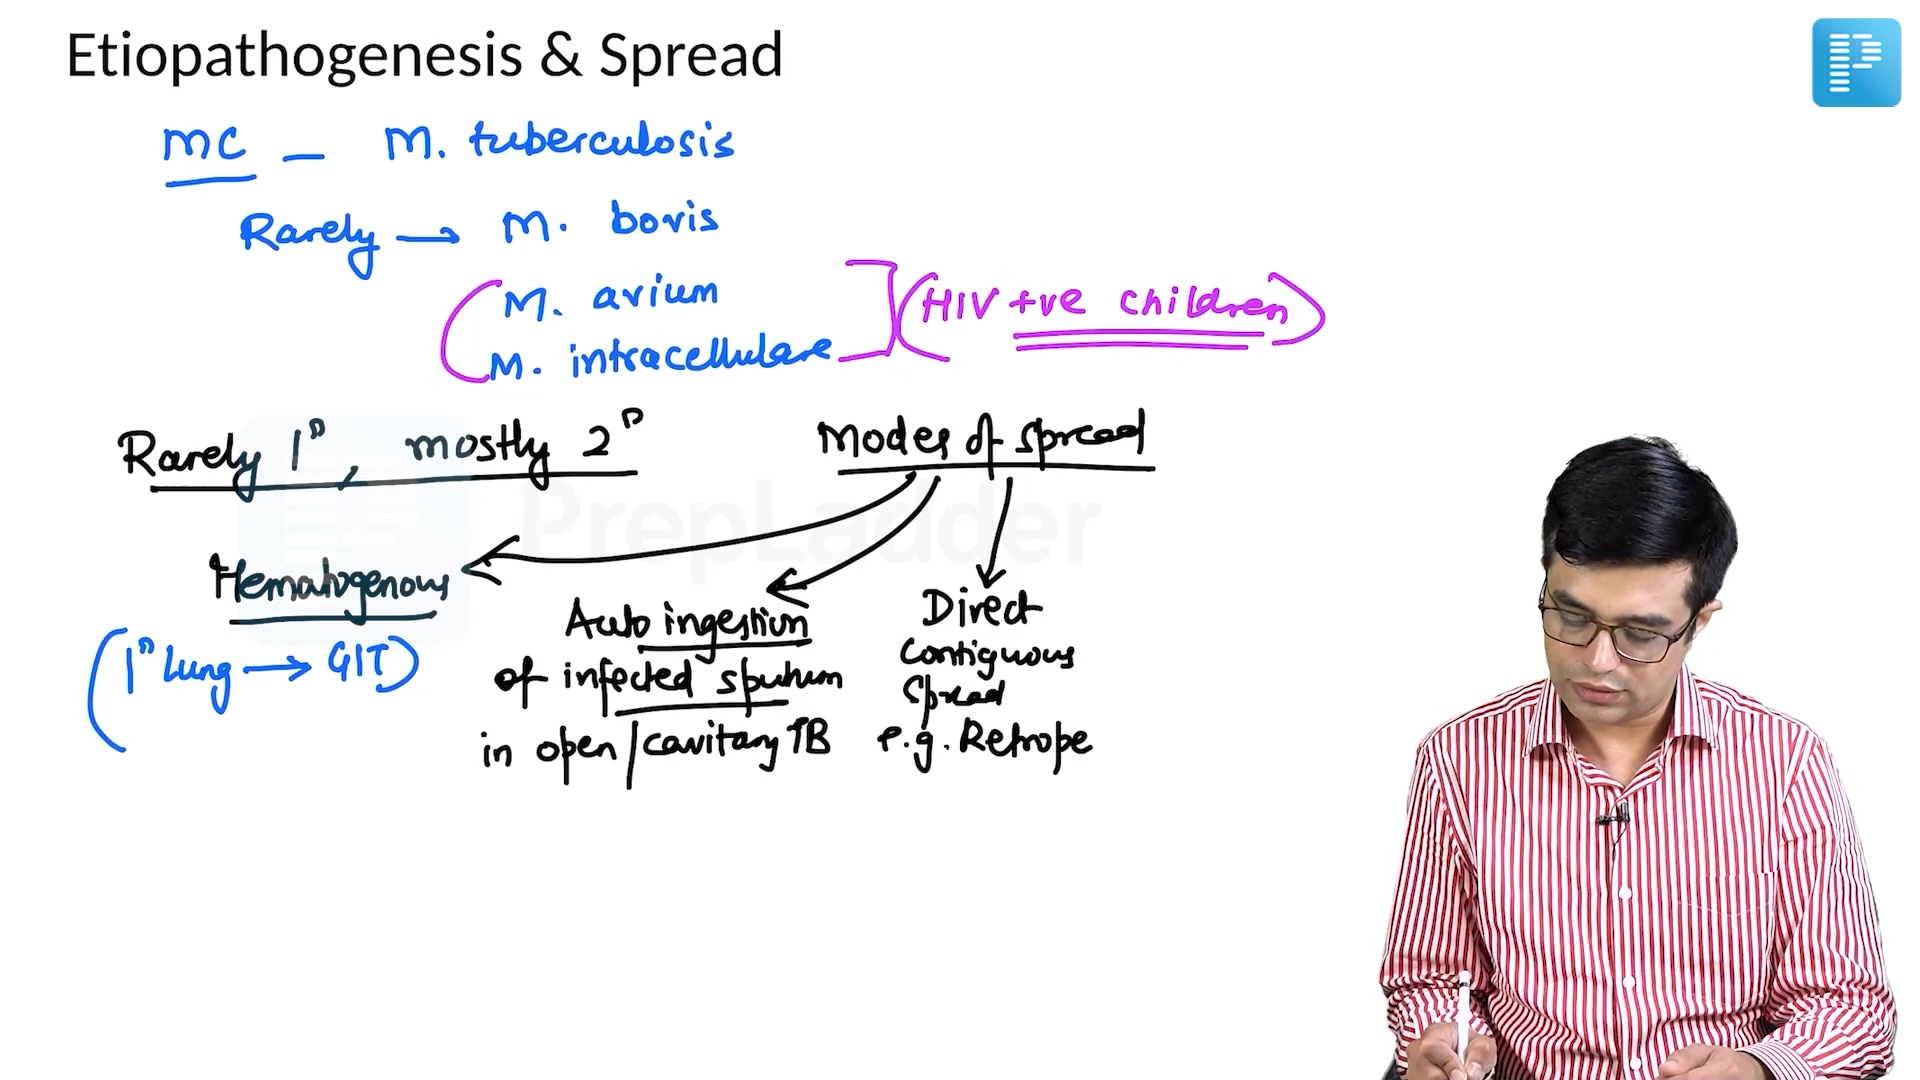 Etiopathogenesis & Spread
MC – M. tuberculosis
Rarely → M. bovis
M. avium
M. intracellulare
(HIV +ve children)
Rarely 1°, mostly 2°
Modes of spread
PrepLadder
Hematogenous
(1° Lung → GIT)
Auto ingestion
of infected sputum
in open/cavitary TB
Direct
Contiguous
Spread
e.g. Retrope